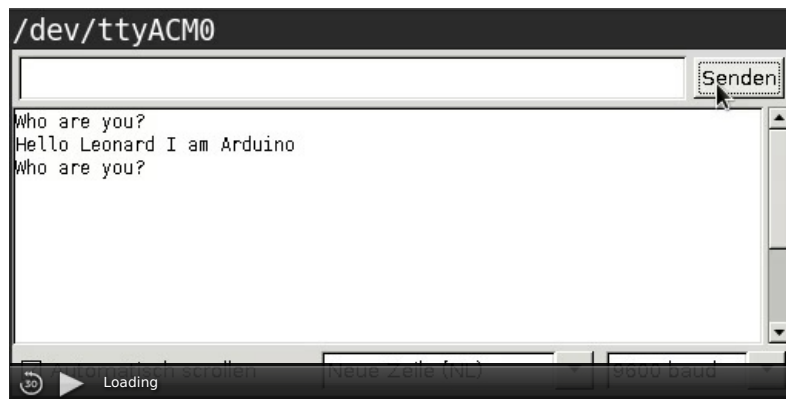 /dev/ttyACM0
Senden
Who are you?
Hello Leonard I am Arduino
Who are you?
Automatisch scrollen
Neue Zeile (NL)
9600 baud
30
Loading